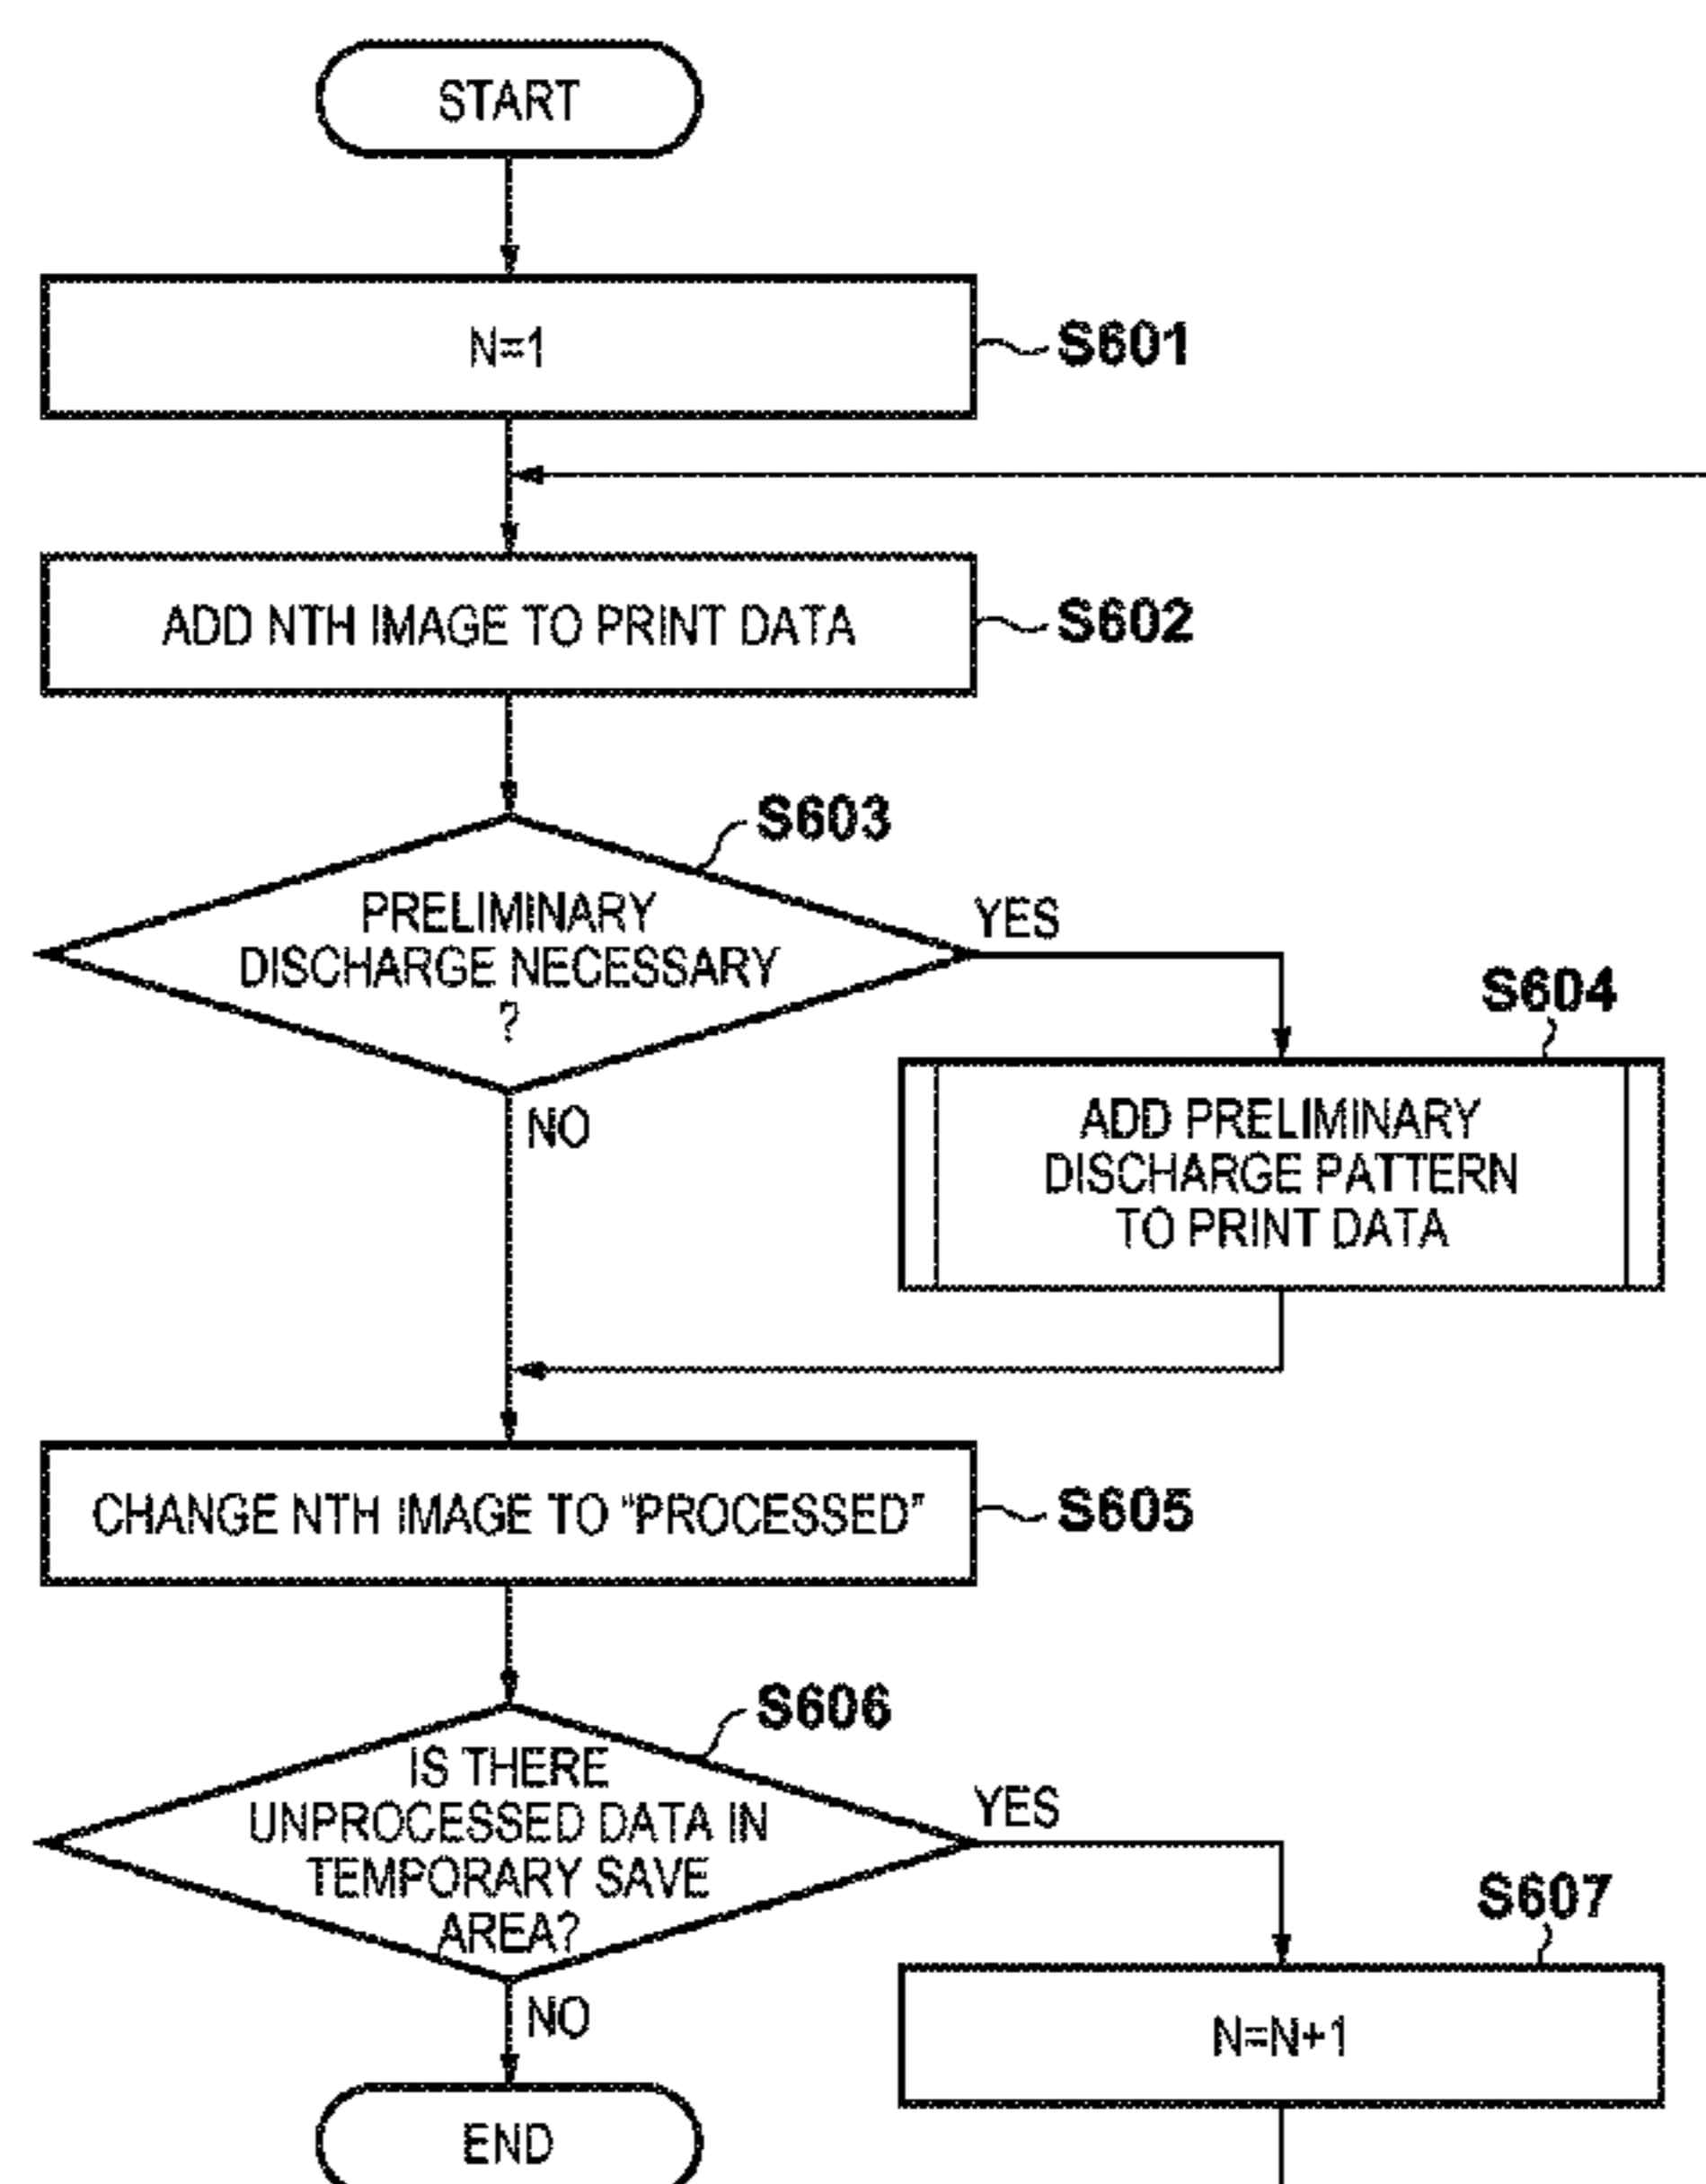 START
N=1
S601
ADD NTH IMAGE TO PRINT DATA
S602
S603
PRELIMINARY
DISCHARGE NECESSARY
?
YES
NO
S604
ADD PRELIMINARY
DISCHARGE PATTERN
TO PRINT DATA
CHANGE NTH IMAGE TO “PROCESSED”
S605
S606
IS THERE
UNPROCESSED DATA IN
TEMPORARY SAVE
AREA?
YES
NO
S607
N=N+1
END